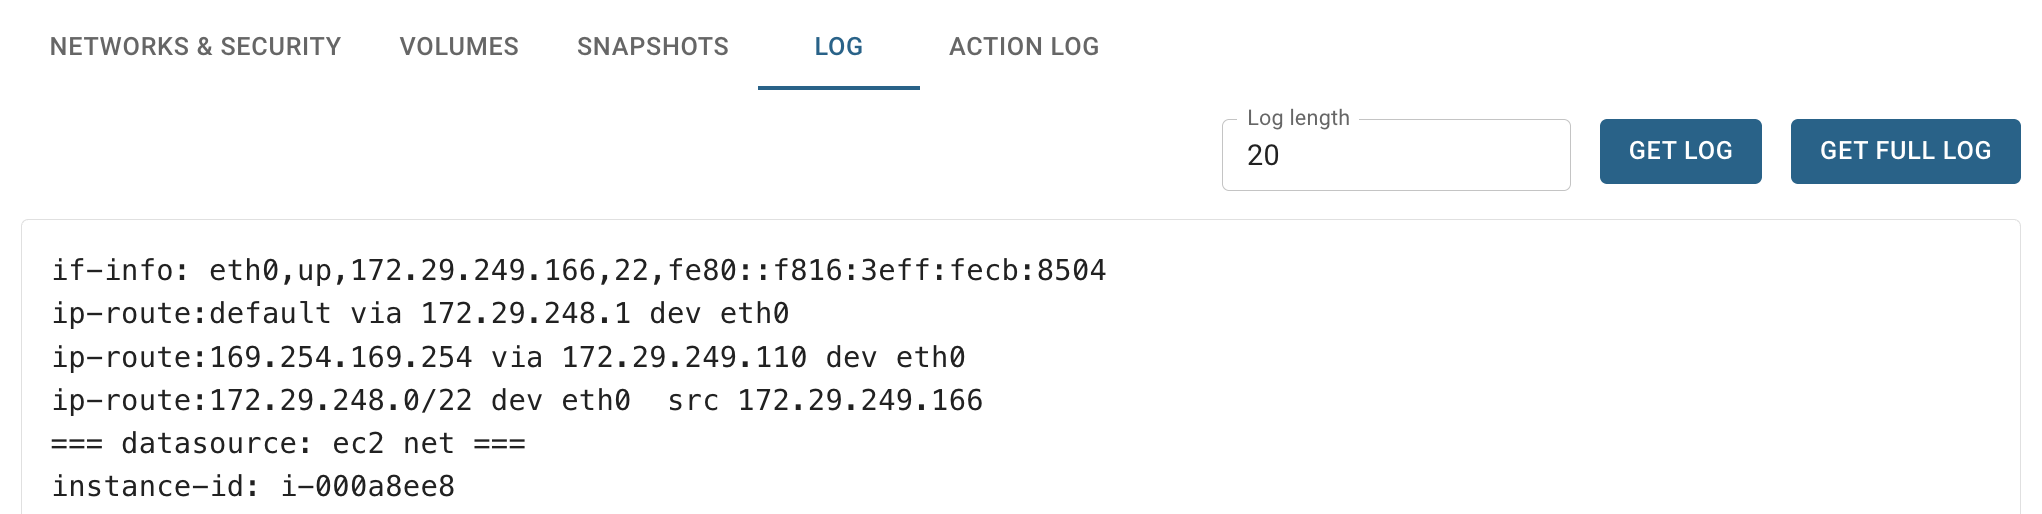 NETWORKS & SECURITY VOLUMES SNAPSHOTS LOG ACTION LOG
Log length
20
GET LOG GET FULL LOG
if-info: eth0,up,172.29.249.166,22,fe80::f816:3eff:fecb:8504
ip-route:default via 172.29.248.1 dev eth0
ip-route:169.254.169.254 via 172.29.249.110 dev eth0
ip-route:172.29.248.0/22 dev eth0  src 172.29.249.166
=== datasource: ec2 net ===
instance-id: i-000a8ee8